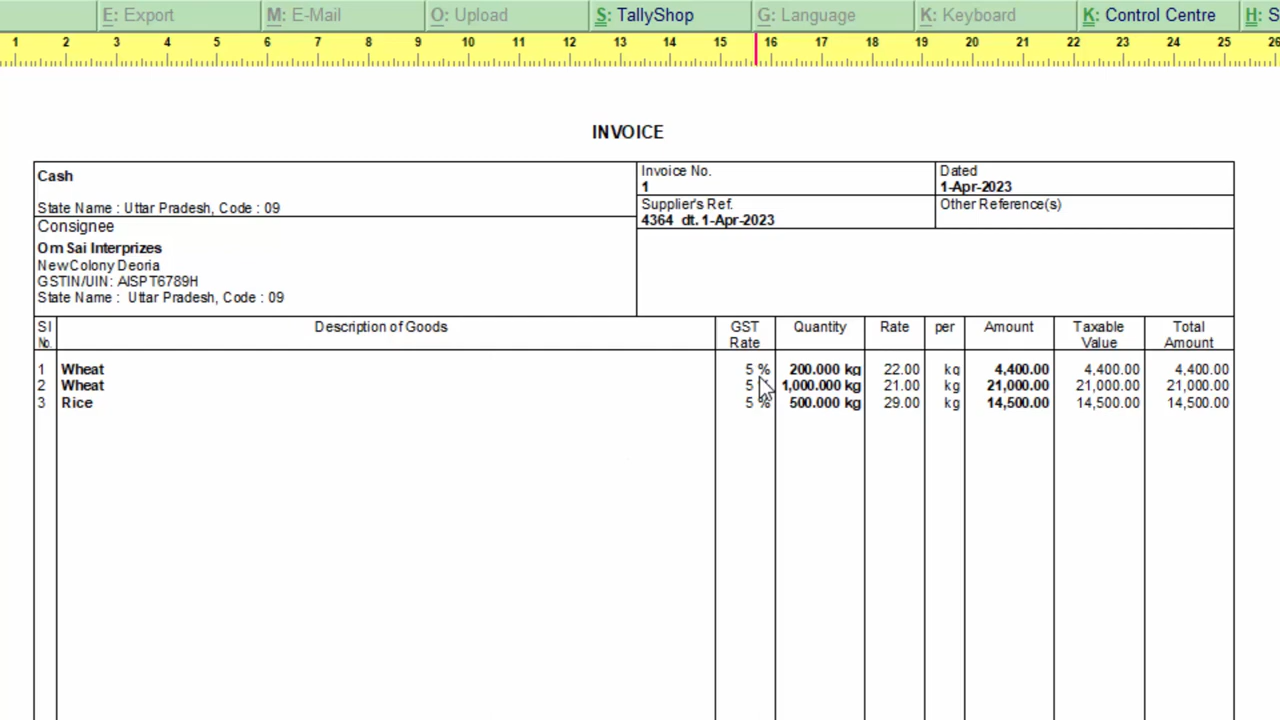 E: Export M: E-Mail O: Upload S: TallyShop G: Language K: Keyboard K: Control Centre H: S
1 2 3 4 5 6 7 8 9 10 11 12 13 14 15 16 17 18 19 20 21 22 23 24 25 26
INVOICE
Cash
State Name : Uttar Pradesh, Code : 09
Consignee
Om Sai Interprizes
New Colony Deoria
GSTIN/UIN: AISPT6789H
State Name : Uttar Pradesh, Code : 09
Invoice No.
1
Dated
1-Apr-2023
Supplier's Ref.
4364 dt. 1-Apr-2023
Other Reference(s)
Sl No. Description of Goods GST Rate Quantity Rate per Amount Taxable Value Total Amount
1 Wheat 5 % 200.000 kg 22.00 kg 4,400.00 4,400.00 4,400.00
2 Wheat 5 1,000.000 kg 21.00 kg 21,000.00 21,000.00 21,000.00
3 Rice 5 % 500.000 kg 29.00 kg 14,500.00 14,500.00 14,500.00